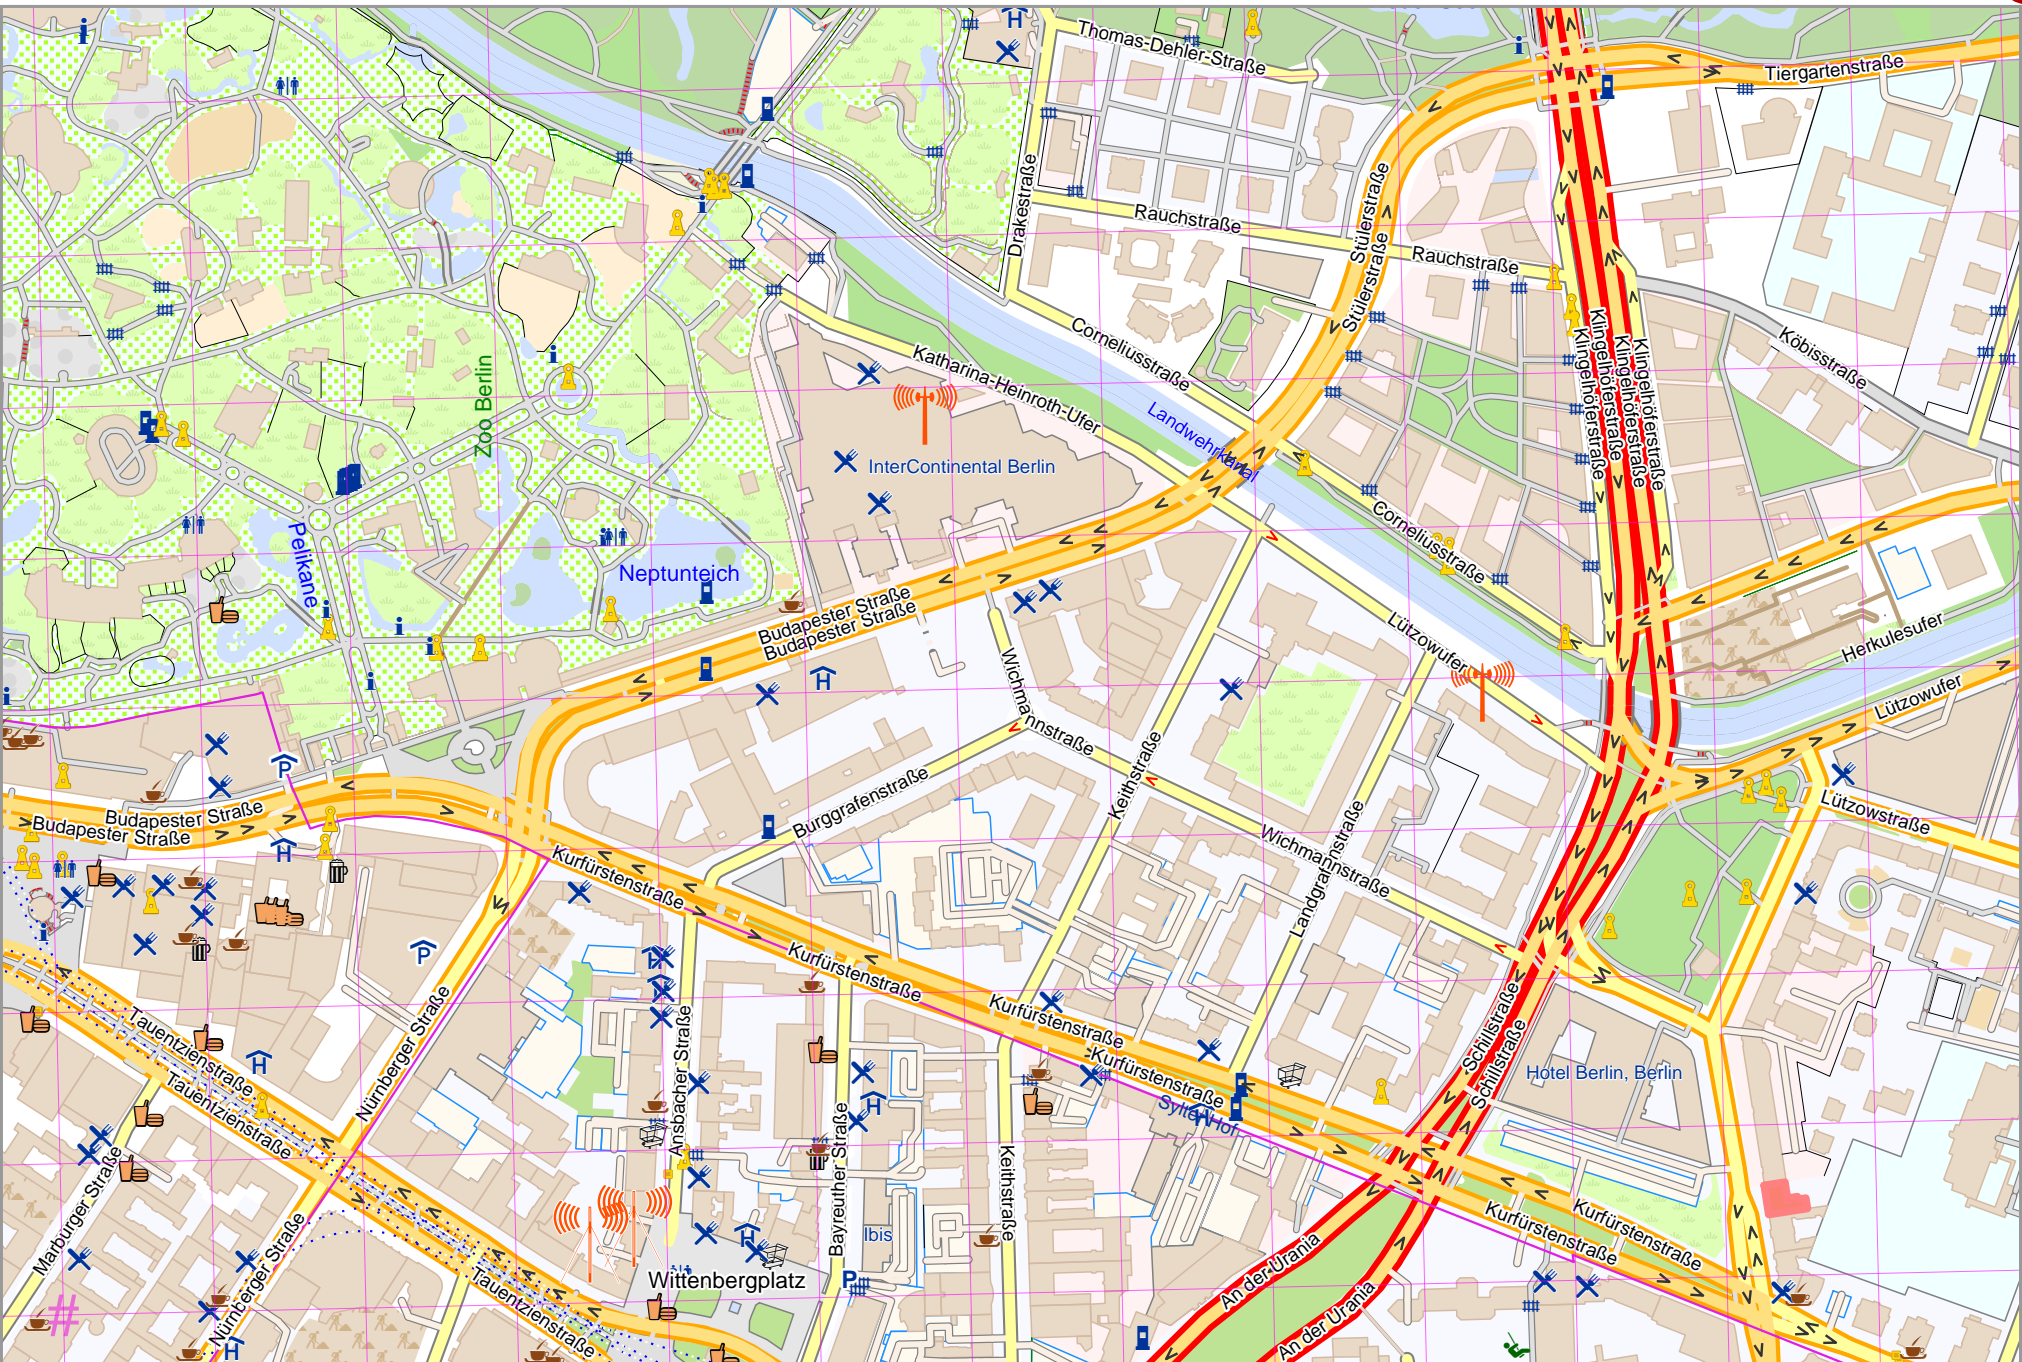 H
Thomas-Dehler-Straße
Tiergartenstraße
Drakestraße
Rauchstraße
Rauchstraße
Stülerstraße
Stülerstraße
Corneliusstraße
Katharina-Heinroth-Ufer
Landwehrkanal
Klingelhöferstraße
Klingelhöferstraße
Klingelhöferstraße
Klingelhöferstraße
Köbisstraße
Zoo Berlin
InterContinental Berlin
Pelikane
Neptunteich
Corneliusstraße
Budapester Straße
Budapester Straße
Lützowufer
Herkulesufer
Lützowufer
H
Wichmannstraße
Keithstraße
P
Budapester Straße
Budapester Straße
H
Burggrafenstraße
Lützowstraße
Kurfürstenstraße
Wichmannstraße
Landgrafenstraße
P
Kurfürstenstraße
Kurfürstenstraße
Kurfürstenstraße
Nürnberger Straße
Ansbacher Straße
Schillstraße
Schillstraße
Hotel Berlin, Berlin
Tauentzienstraße
Tauentzienstraße
H
H
Sylter Hof
H
Marburger Straße
Bayreuther Straße
Keithstraße
Ibis
H
Kurfürstenstraße
Kurfürstenstraße
An der Urania
An der Urania
Wittenbergplatz
P
Nürnberger Straße
Tauentzienstraße
#
H